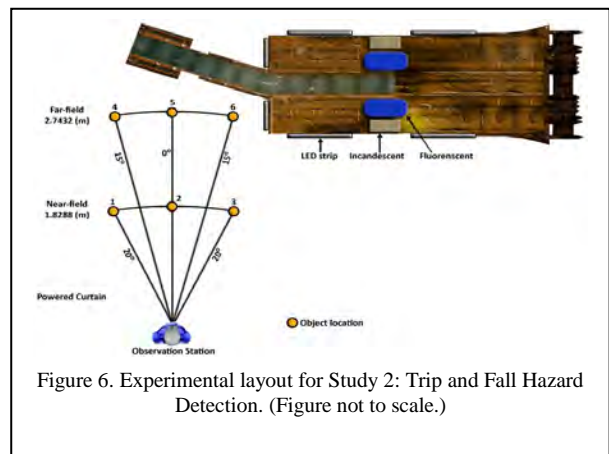 Far-field
2.7432 (m)
4
5
6
15°
0°
15°
LED strip
Incandescent
Fluorenscent
Near-field
1.8288 (m)
1
2
3
20°
20°
Powered Curtain
Object location
Observation Station
Figure 6. Experimental layout for Study 2: Trip and Fall Hazard
Detection. (Figure not to scale.)